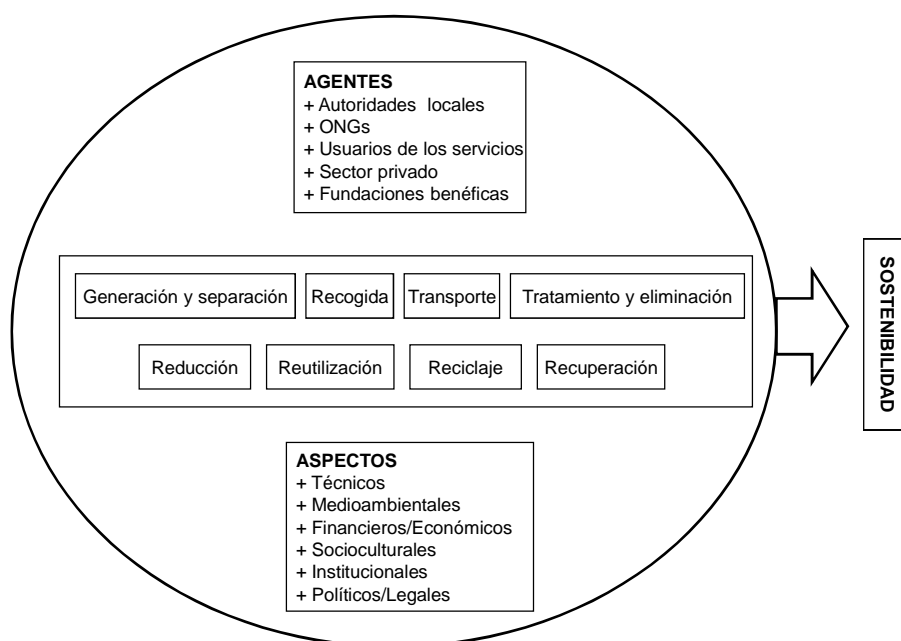 AGENTES
+ Autoridades locales
+ ONGs
+ Usuarios de los servicios
+ Sector privado
+ Fundaciones benéficas
Generación y separación
Recogida
Transporte
Tratamiento y eliminación
Reducción
Reutilización
Reciclaje
Recuperación
ASPECTOS
+ Técnicos
+ Medioambientales
+ Financieros/Económicos
+ Socioculturales
+ Institucionales
+ Políticos/Legales
SOSTENIBILIDAD